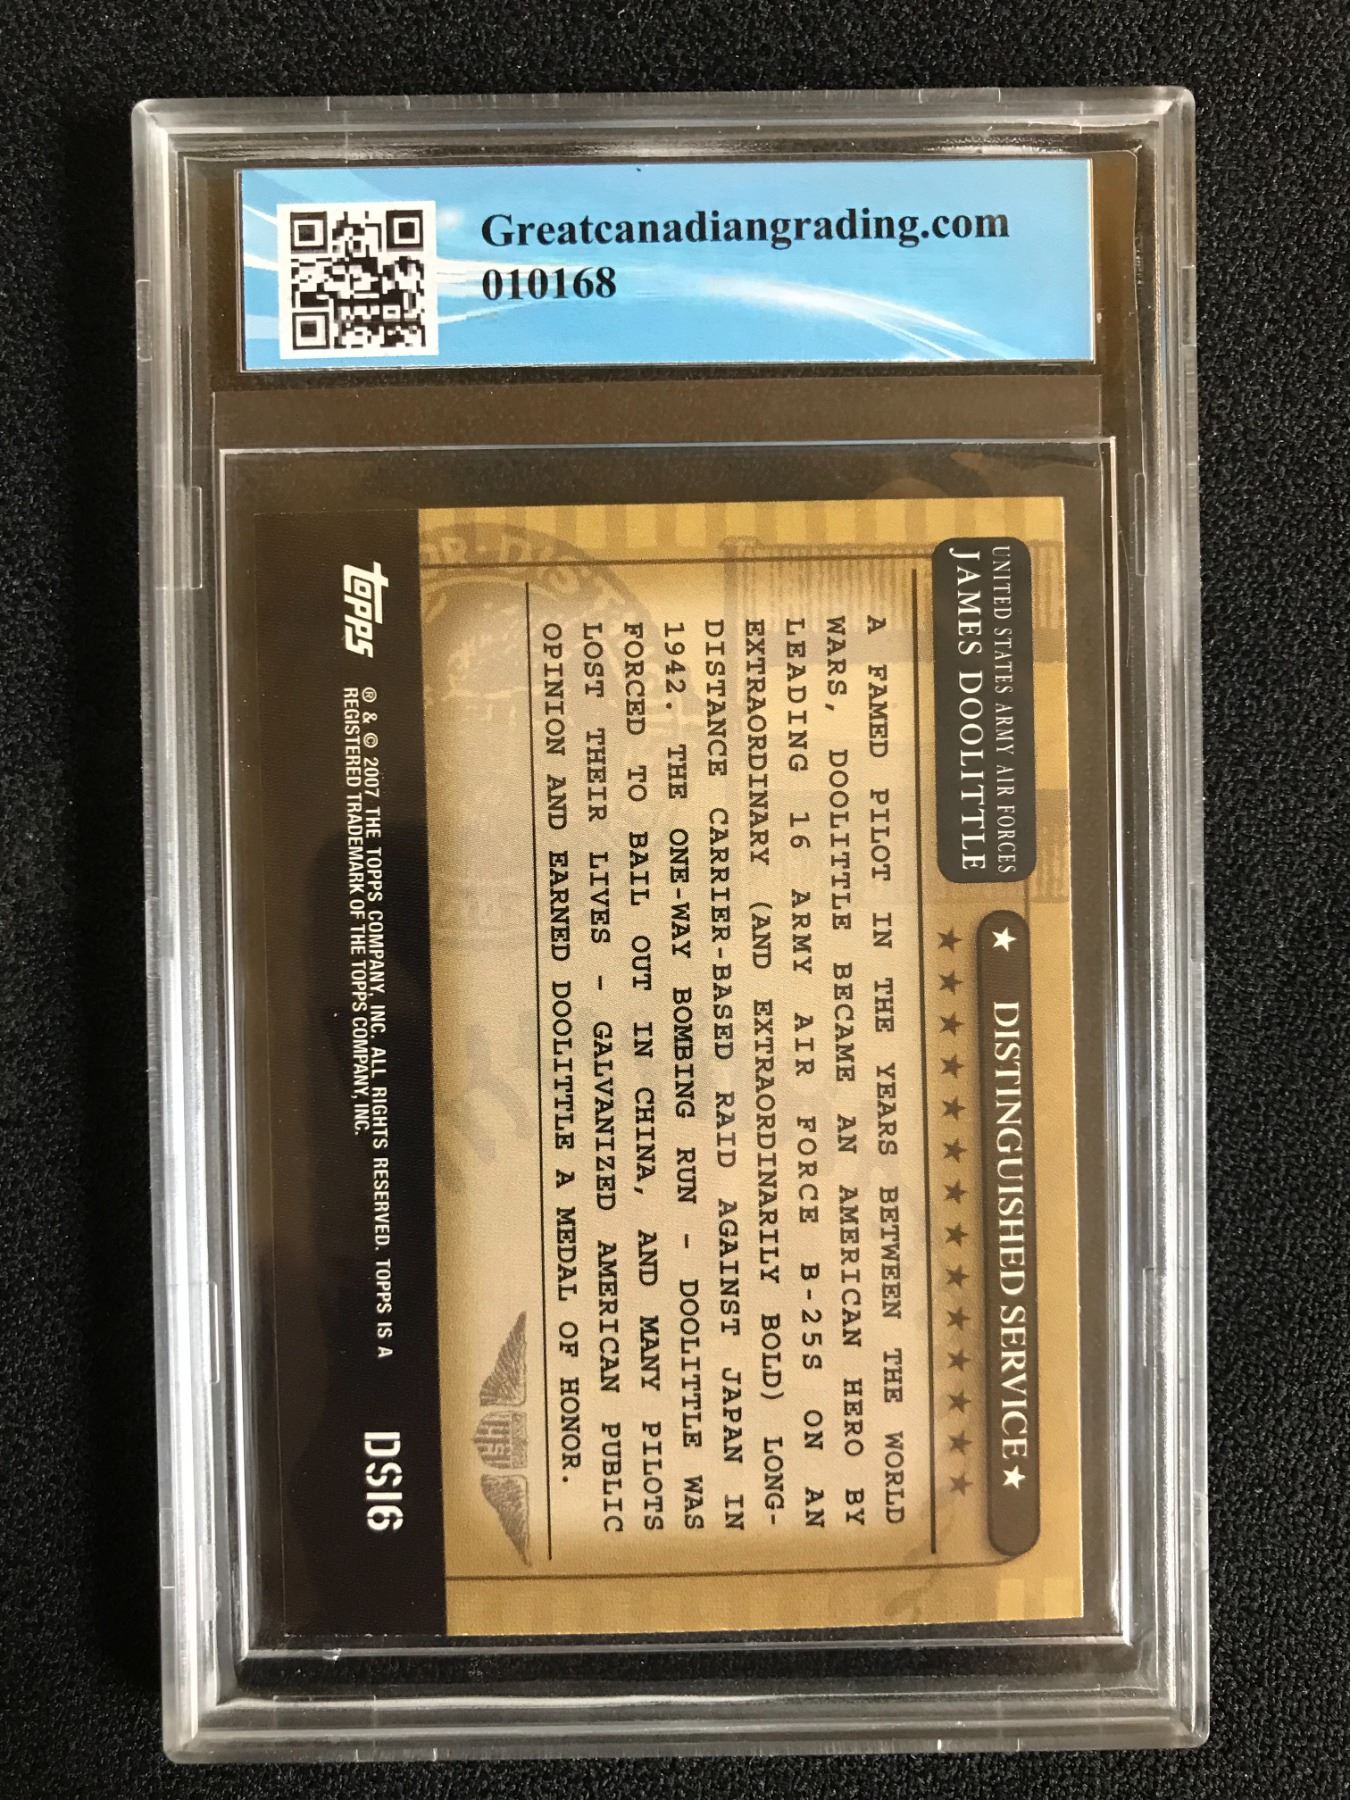 Greatcanadiangrading.com
010168
UNITED STATES ARMY AIR FORCES
JAMES DOOLITTLE
★ DISTINGUISHED SERVICE ★
A FAMED PILOT IN THE YEARS BETWEEN THE WORLD
WARS, DOOLITTLE BECAME AN AMERICAN HERO BY
LEADING 16 ARMY AIR FORCE B-25S ON AN
EXTRAORDINARY (AND EXTRAORDINARILY BOLD) LONG-
DISTANCE CARRIER-BASED RAID AGAINST JAPAN IN
1942. THE ONE-WAY BOMBING RUN - DOOLITTLE WAS
FORCED TO BAIL OUT IN CHINA, AND MANY PILOTS
LOST THEIR LIVES - GALVANIZED AMERICAN PUBLIC
OPINION AND EARNED DOOLITTLE A MEDAL OF HONOR.
US
topps
® & © 2007 THE TOPPS COMPANY, INC. ALL RIGHTS RESERVED. TOPPS IS A
REGISTERED TRADEMARK OF THE TOPPS COMPANY, INC.
DS16